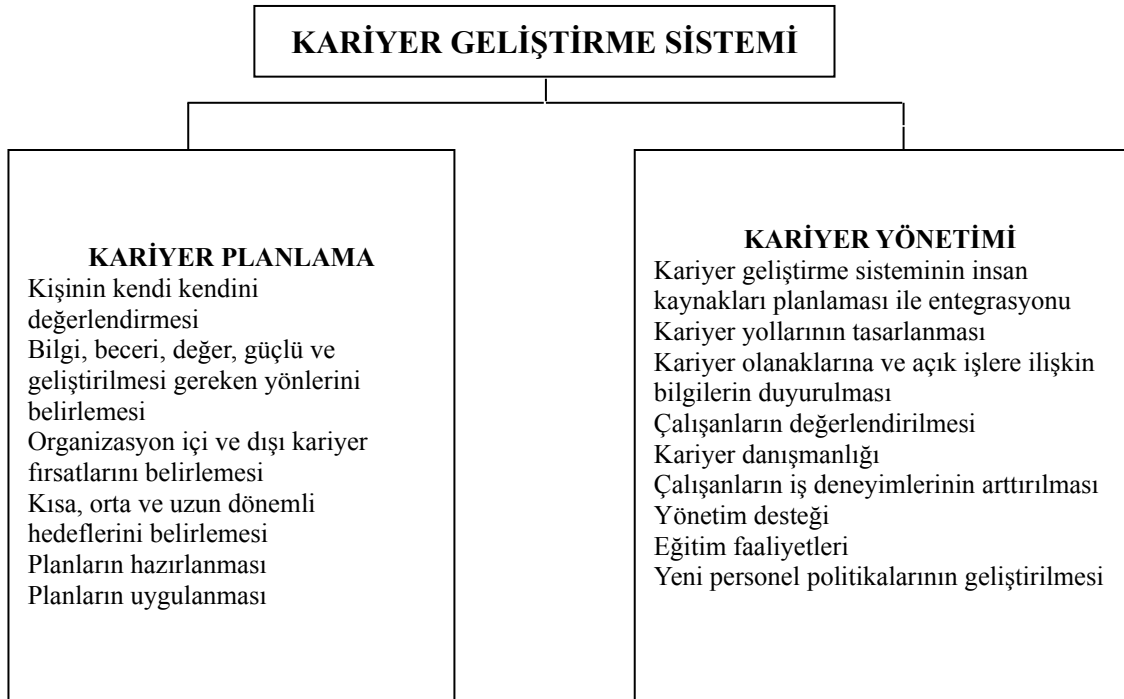 KARİYER GELİŞTİRME SİSTEMİ
KARİYER PLANLAMA
Kişinin kendi kendini
değerlendirmesi
Bilgi, beceri, değer, güçlü ve
geliştirilmesi gereken yönlerini
belirlemesi
Organizasyon içi ve dışı kariyer
fırsatlarını belirlemesi
Kısa, orta ve uzun dönemli
hedeflerini belirlemesi
Planların hazırlanması
Planların uygulanması
KARİYER YÖNETİMİ
Kariyer geliştirme sisteminin insan
kaynakları planlaması ile entegrasyonu
Kariyer yollarının tasarlanması
Kariyer olanaklarına ve açık işlere ilişkin
bilgilerin duyurulması
Çalışanların değerlendirilmesi
Kariyer danışmanlığı
Çalışanların iş deneyimlerinin arttırılması
Yönetim desteği
Eğitim faaliyetleri
Yeni personel politikalarının geliştirilmesi